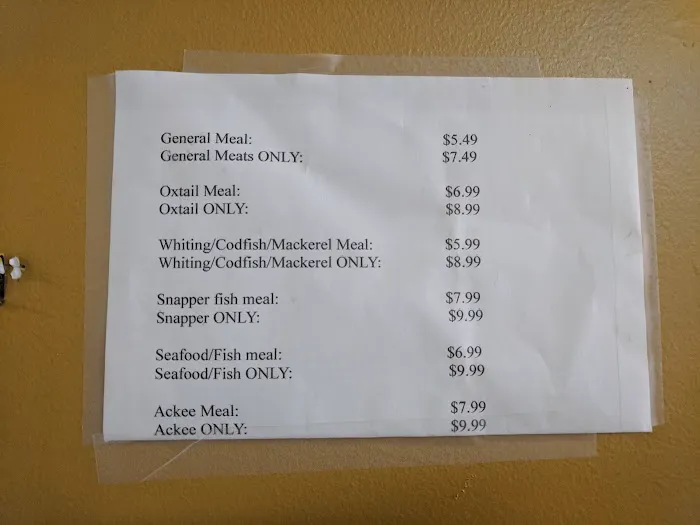 General Meal: $5.49
General Meats ONLY: $7.49
Oxtail Meal: $6.99
Oxtail ONLY: $8.99
Whiting/Codfish/Mackerel Meal: $5.99
Whiting/Codfish/Mackerel ONLY: $8.99
Snapper fish meal: $7.99
Snapper ONLY: $9.99
Seafood/Fish meal: $6.99
Seafood/Fish ONLY: $9.99
Ackee Meal: $7.99
Ackee ONLY: $9.99